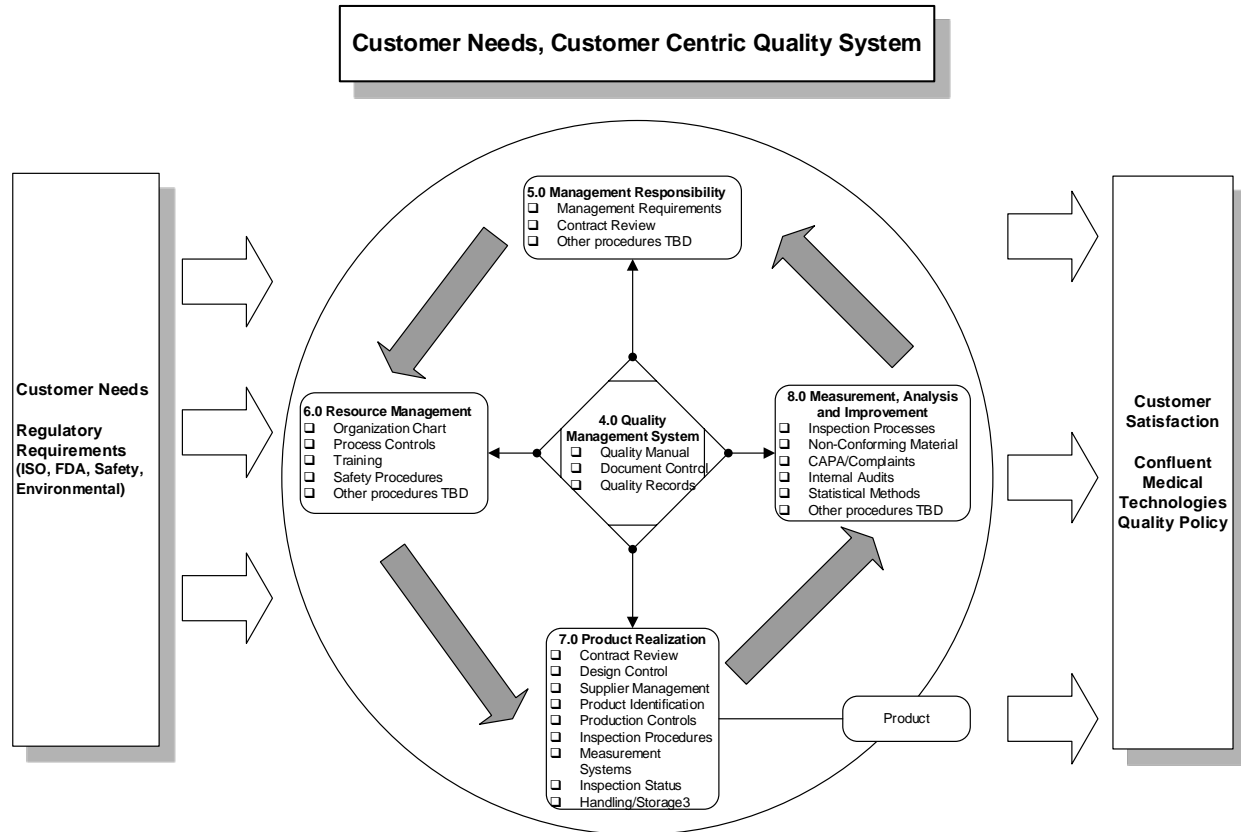 Customer Needs, Customer Centric Quality System
Customer Needs
Regulatory
Requirements
(ISO, FDA, Safety,
Environmental)
5.0 Management Responsibility
❑ Management Requirements
❑ Contract Review
❑ Other procedures TBD
6.0 Resource Management
❑ Organization Chart
❑ Process Controls
❑ Training
❑ Safety Procedures
❑ Other procedures TBD
4.0 Quality
Management System
❑ Quality Manual
❑ Document Control
❑ Quality Records
8.0 Measurement, Analysis
and Improvement
❑ Inspection Processes
❑ Non-Conforming Material
❑ CAPA/Complaints
❑ Internal Audits
❑ Statistical Methods
❑ Other procedures TBD
7.0 Product Realization
❑ Contract Review
❑ Design Control
❑ Supplier Management
❑ Product Identification
❑ Production Controls
❑ Inspection Procedures
❑ Measurement
Systems
❑ Inspection Status
❑ Handling/Storage3
Product
Customer
Satisfaction
Confluent
Medical
Technologies
Quality Policy